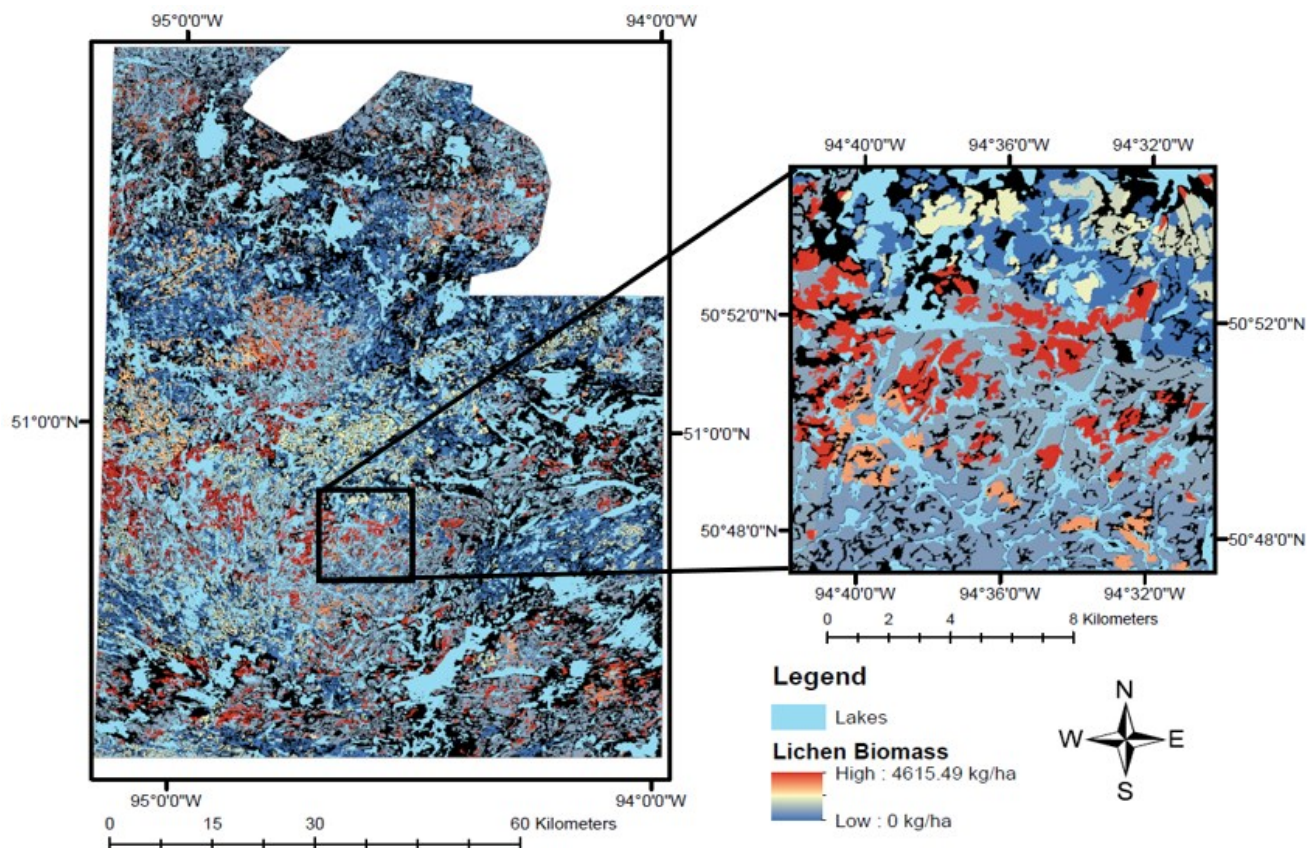 95°0'0"W 94°0'0"W
94°40'0"W 94°36'0"W 94°32'0"W
50°52'0"N 50°52'0"N
51°0'0"N 51°0'0"N
50°48'0"N 50°48'0"N
94°40'0"W 94°36'0"W 94°32'0"W
0 2 4 8 Kilometers
Legend
Lakes
Lichen Biomass
High : 4615.49 kg/ha
Low : 0 kg/ha
N
W E
S
95°0'0"W 94°0'0"W
0 15 30 60 Kilometers